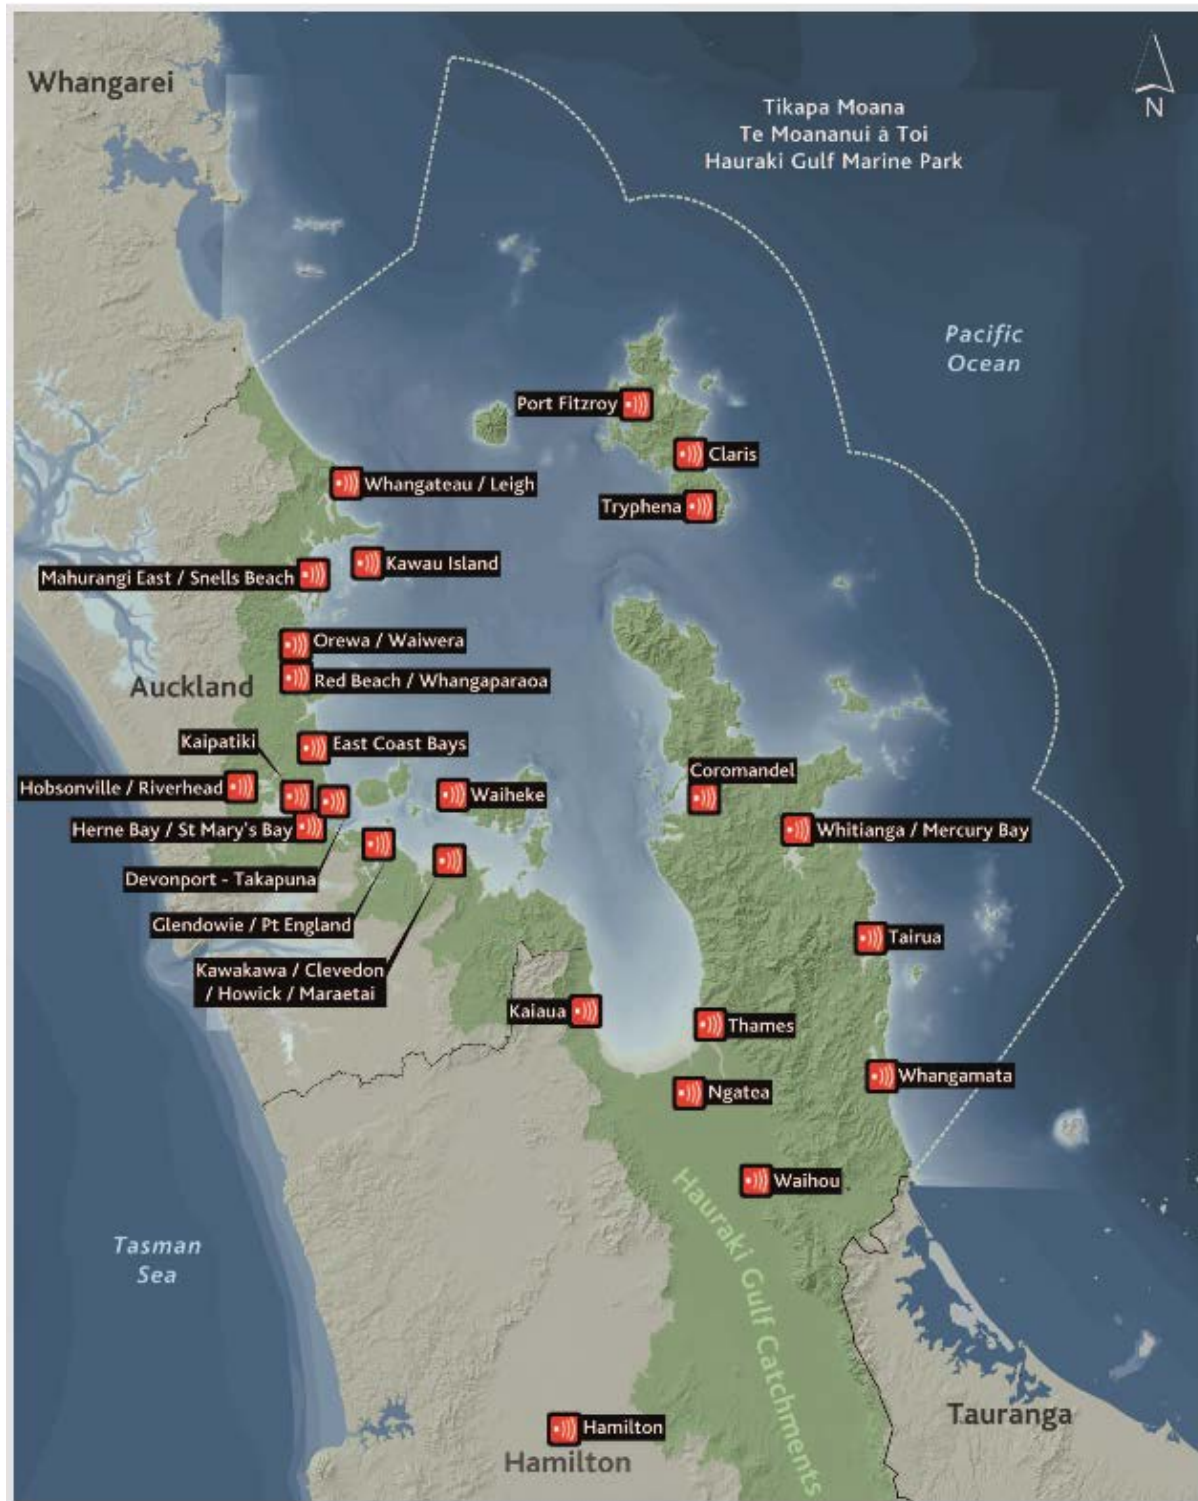 Whangarei
N
Tikapa Moana
Te Moananui ā Toi
Hauraki Gulf Marine Park
Pacific
Ocean
Port Fitzroy
Claris
Whangateau / Leigh
Tryphena
Kawau Island
Mahurangi East / Snells Beach
Orewa / Waiwera
Auckland
Red Beach / Whangaparaoa
Kaipatiki
East Coast Bays
Coromandel
Hobsonville / Riverhead
Waiheke
Herne Bay / St Mary's Bay
Whitianga / Mercury Bay
Devonport - Takapuna
Glendowie / Pt England
Tairua
Kawakawa / Clevedon
/ Howick / Maraetai
Kaiaua
Thames
Whangamata
Ngatea
Waihou
Hauraki Gulf Catchments
Tasman
Sea
Tauranga
Hamilton
Hamilton